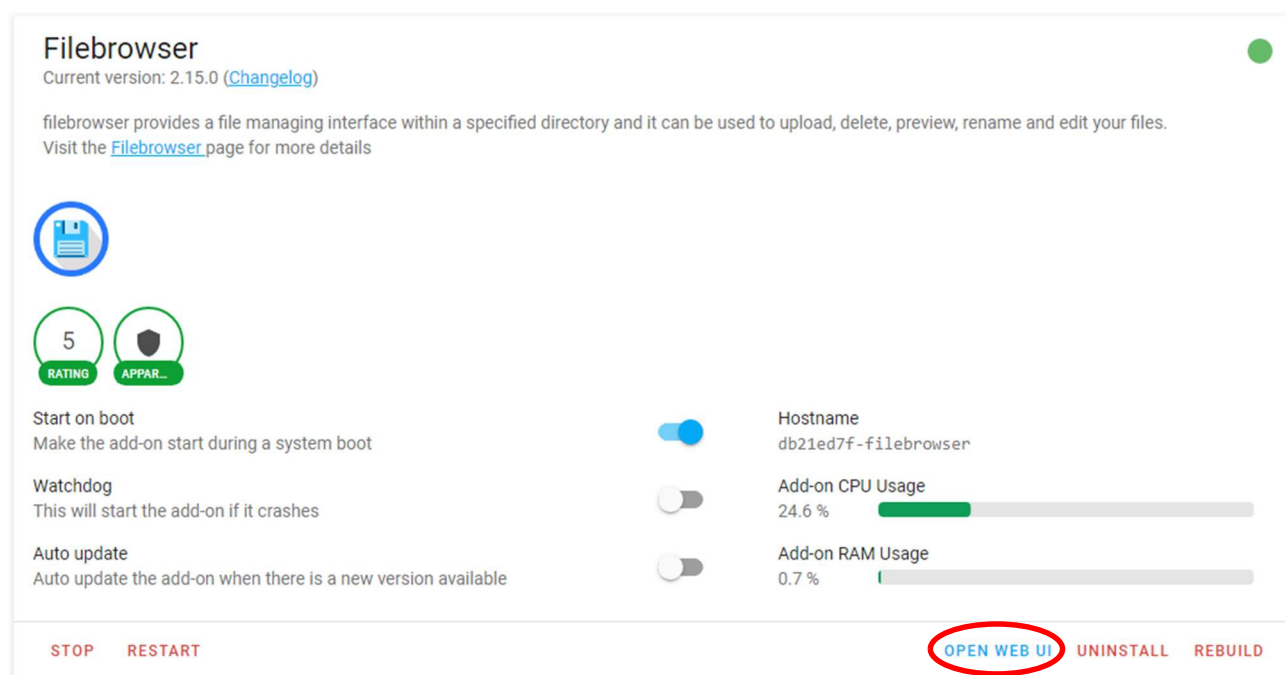 Filebrowser
Current version: 2.15.0 (Changelog)
filebrowser provides a file managing interface within a specified directory and it can be used to upload, delete, preview, rename and edit your files.
Visit the Filebrowser page for more details
5
RATING
APPAR...
Start on boot
Make the add-on start during a system boot
Watchdog
This will start the add-on if it crashes
Auto update
Auto update the add-on when there is a new version available
Hostname
db21ed7f-filebrowser
Add-on CPU Usage
24.6 %
Add-on RAM Usage
0.7 %
STOP RESTART OPEN WEB UI UNINSTALL REBUILD